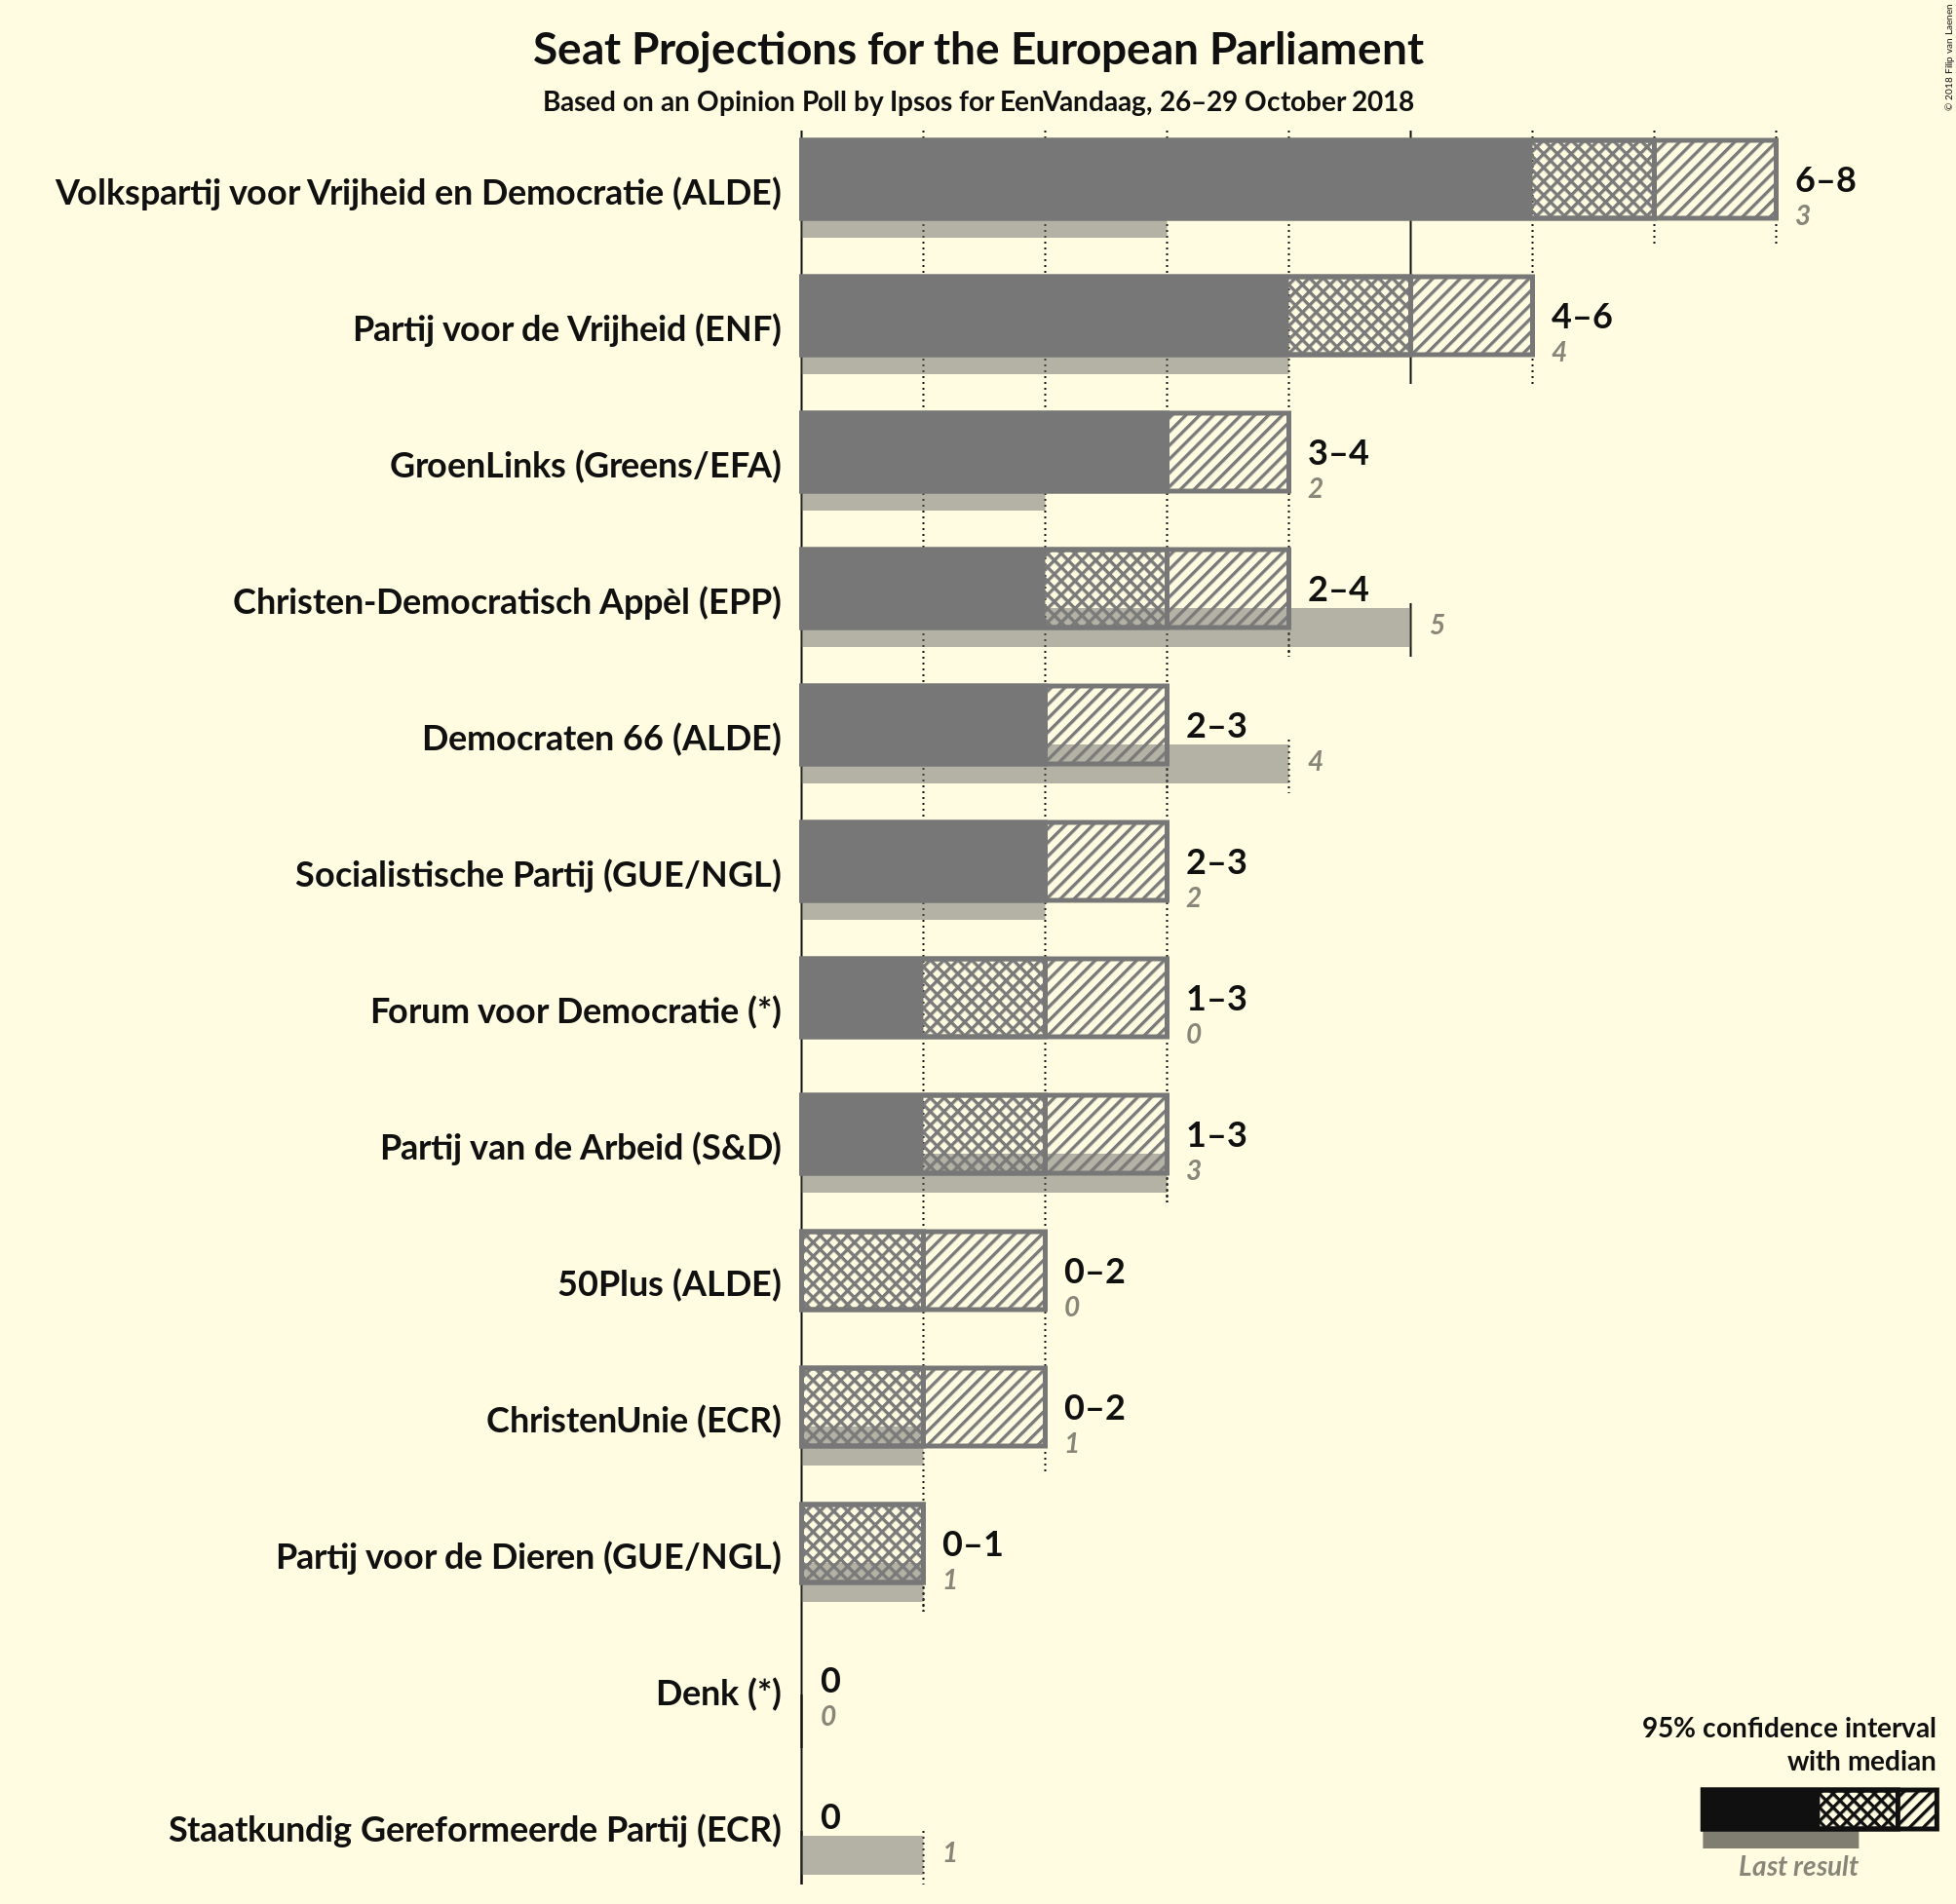 Seat Projections for the European Parliament
Based on an Opinion Poll by Ipsos for EenVandaag, 26–29 October 2018
© 2018 Filip van Laenen
Volkspartij voor Vrijheid en Democratie (ALDE)
6–8
3
Partij voor de Vrijheid (ENF)
4–6
4
GroenLinks (Greens/EFA)
3–4
2
Christen-Democratisch Appèl (EPP)
2–4
5
Democraten 66 (ALDE)
2–3
4
Socialistische Partij (GUE/NGL)
2–3
2
Forum voor Democratie (*)
1–3
0
Partij van de Arbeid (S&D)
1–3
3
50Plus (ALDE)
0–2
0
ChristenUnie (ECR)
0–2
1
Partij voor de Dieren (GUE/NGL)
0–1
1
Denk (*)
0
0
Staatkundig Gereformeerde Partij (ECR)
0
1
95% confidence interval
with median
Last result